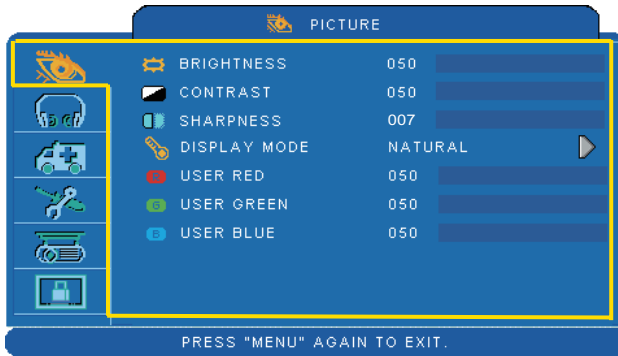 PICTURE
BRIGHTNESS 050
CONTRAST 050
SHARPNESS 007
DISPLAY MODE NATURAL
R USER RED 050
G USER GREEN 050
B USER BLUE 050
PRESS "MENU" AGAIN TO EXIT.